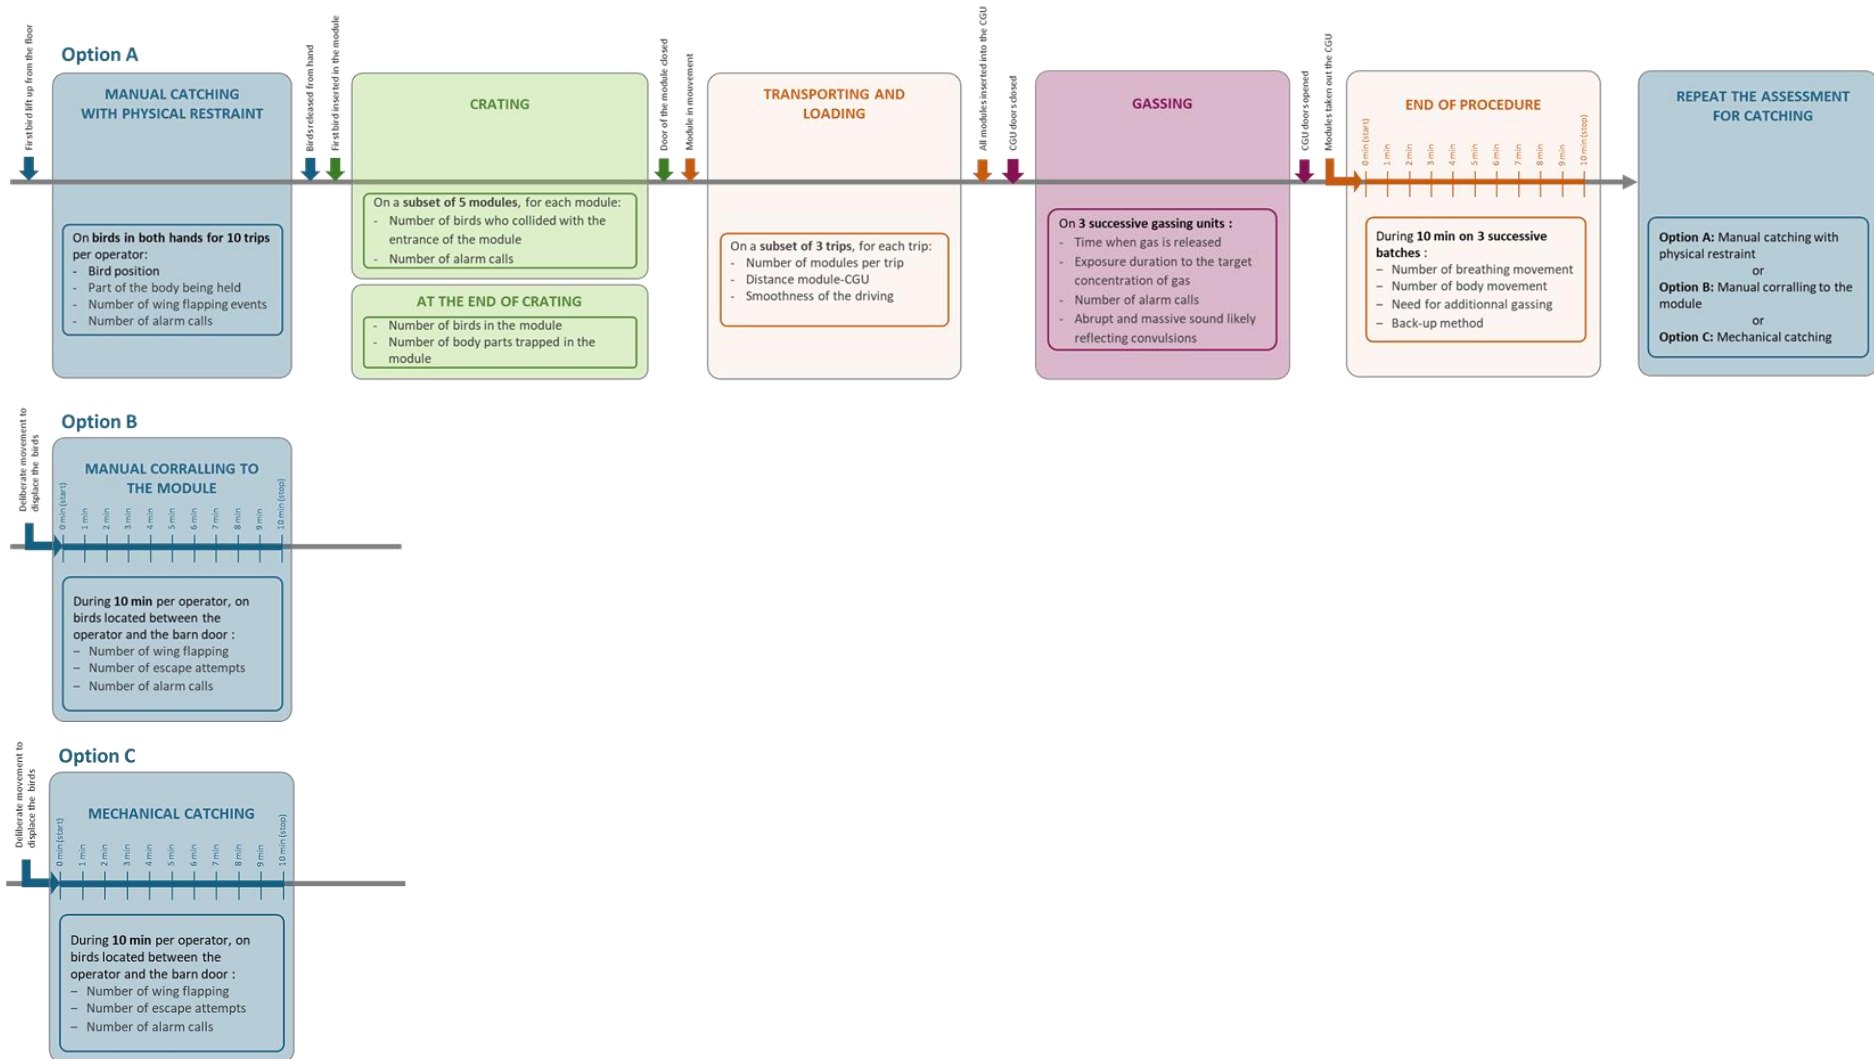 Option A
First bird lift up from the floor
MANUAL CATCHING
WITH PHYSICAL RESTRAINT
On birds in both hands for 10 trips
per operator:
- Bird position
- Part of the body being held
- Number of wing flapping events
- Number of alarm calls
Birds released from hand
First bird inserted in the module
CRATING
On a subset of 5 modules, for each module:
- Number of birds who collided with the
entrance of the module
- Number of alarm calls
AT THE END OF CRATING
- Number of birds in the module
- Number of body parts trapped in the
module
Door of the module closed
Module in mouvement
TRANSPORTING AND
LOADING
On a subset of 3 trips, for each trip:
- Number of modules per trip
- Distance module-CGU
- Smoothness of the driving
All modules inserted into the CGU
CGU doors closed
GASSING
On 3 successive gassing units :
- Time when gas is released
- Exposure duration to the target
concentration of gas
- Number of alarm calls
- Abrupt and massive sound likely
reflecting convulsions
CGU doors opened
Modules taken out the CGU
END OF PROCEDURE
0 min (start)
1 min
2 min
3 min
4 min
5 min
6 min
7 min
8 min
9 min
10 min (stop)
During 10 min on 3 successive
batches :
– Number of breathing movement
– Number of body movement
– Need for additionnal gassing
– Back-up method
REPEAT THE ASSESSMENT
FOR CATCHING
Option A: Manual catching with
physical restraint
or
Option B: Manual corralling to the
module
or
Option C: Mechanical catching
Option B
Deliberate movement to
displace the birds
MANUAL CORRALLING TO
THE MODULE
0 min (start)
1 min
2 min
3 min
4 min
5 min
6 min
7 min
8 min
9 min
10 min (stop)
During 10 min per operator, on
birds located between the
operator and the barn door :
– Number of wing flapping
– Number of escape attempts
– Number of alarm calls
Option C
Deliberate movement to
displace the birds
MECHANICAL CATCHING
0 min (start)
1 min
2 min
3 min
4 min
5 min
6 min
7 min
8 min
9 min
10 min (stop)
During 10 min per operator, on
birds located between the
operator and the barn door :
– Number of wing flapping
– Number of escape attempts
– Number of alarm calls